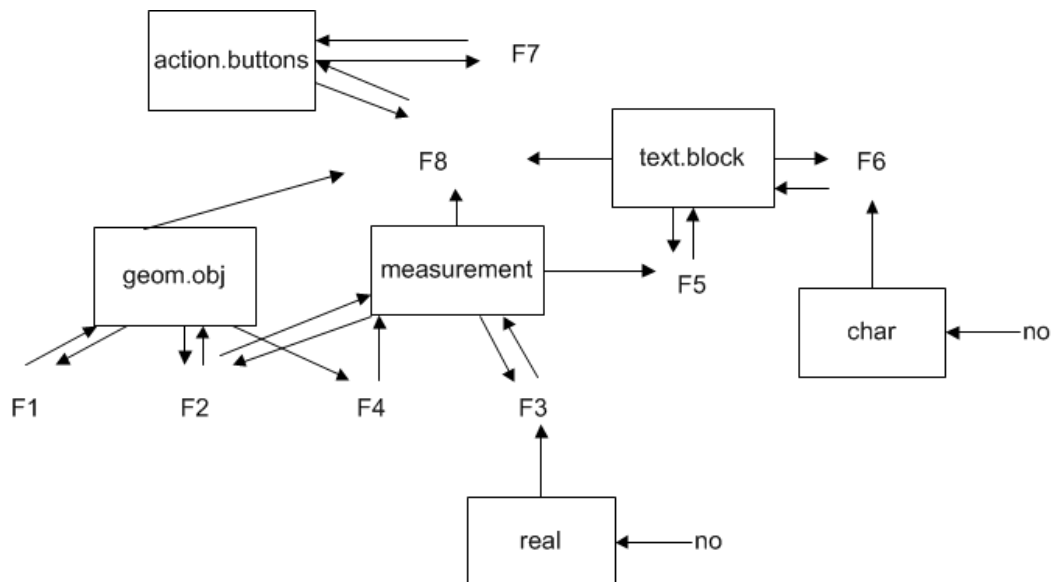 action.buttons
F7
F8
text.block
F6
geom.obj
measurement
F5
char
no
F1
F2
F4
F3
real
no